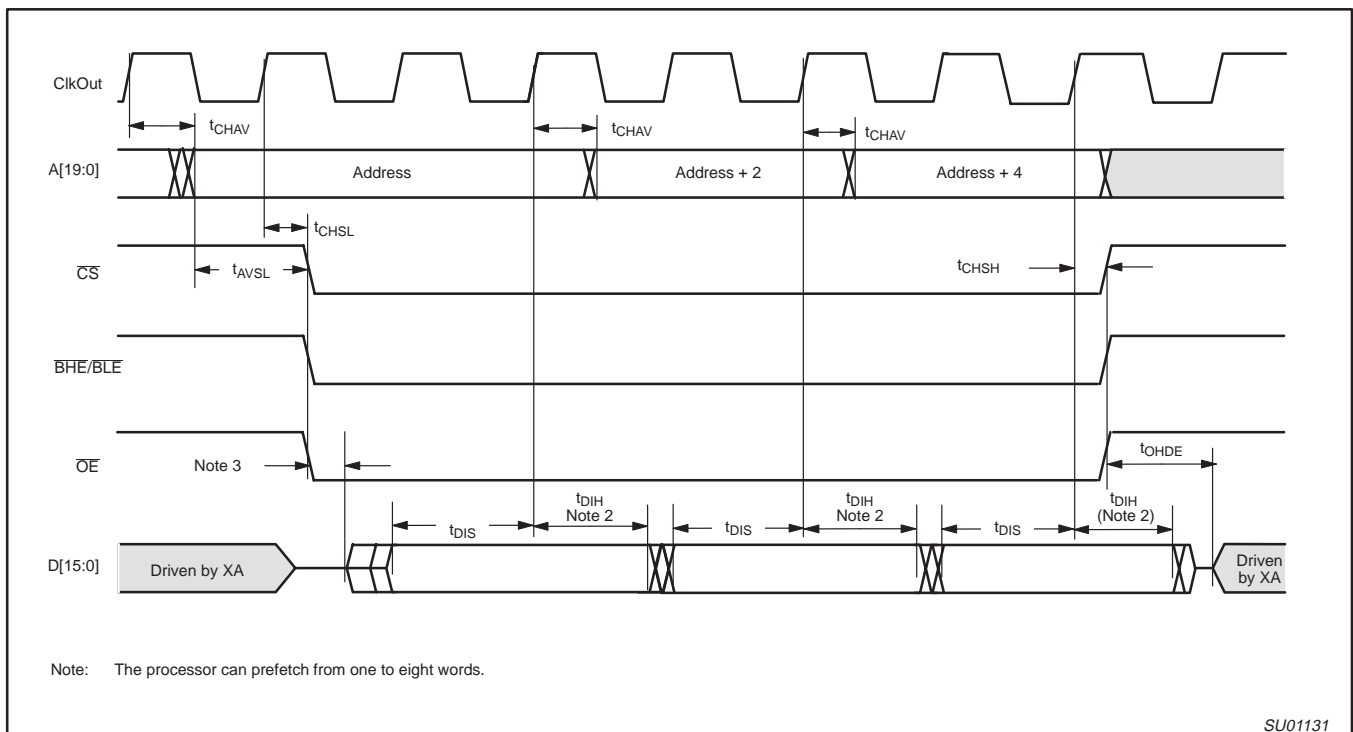 ClkOut
tCHAV
tCHAV
tCHAV
A[19:0]
Address
Address + 2
Address + 4
tCHSL
CS
tAVSL
tCHSH
BHE/BLE
OE
Note 3
tOHDE
tDIS
tDIH
Note 2
tDIS
tDIH
Note 2
tDIS
tDIH
(Note 2)
D[15:0]
Driven by XA
Driven
by XA
Note: The processor can prefetch from one to eight words.
SU01131